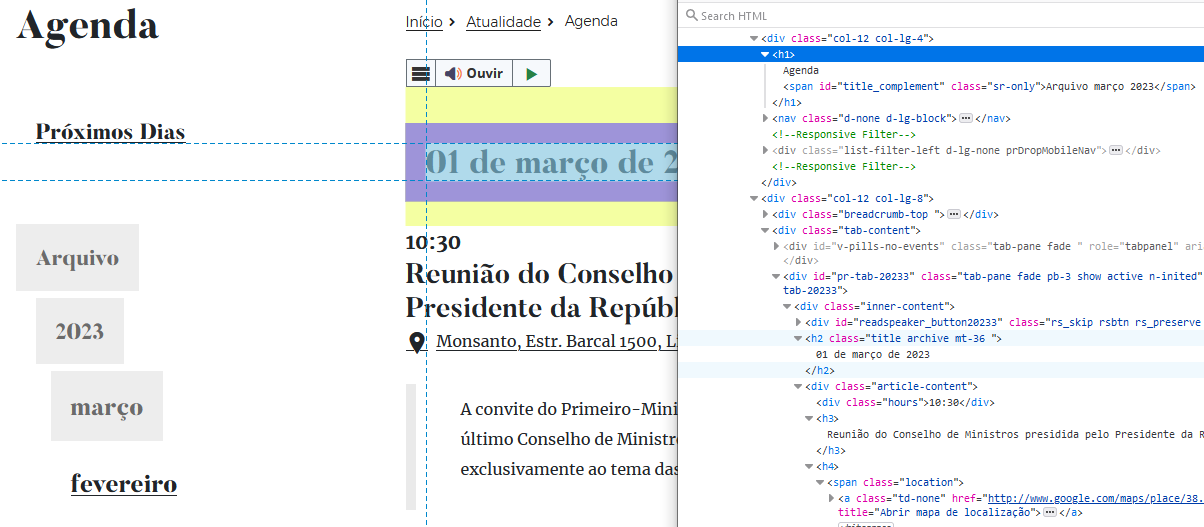 Agenda
Início > Atualidade > Agenda
Ouvir
Próximos Dias
01 de março de 2
Arquivo
2023
março
fevereiro
10:30
Reunião do Conselho
Presidente da Repúbl
Monsanto, Estr. Barcal 1500, L
A convite do Primeiro-Mini
último Conselho de Ministr
exclusivamente ao tema das
Search HTML
<div class="col-12 col-lg-4">
<h1>
Agenda
<span id="title_complement" class="sr-only">Arquivo março 2023</span>
</h1>
<nav class="d-none d-lg-block"> ... </nav>
<!--Responsive Filter-->
<div class="list-filter-left d-lg-none prDropMobileNav"> ... </div>
<!--Responsive Filter-->
</div>
<div class="col-12 col-lg-8">
<div class="breadcrumb-top "> ... </div>
<div class="tab-content">
<div id="v-pills-no-events" class="tab-pane fade " role="tabpanel" ari
</div>
<div id="pr-tab-20233" class="tab-pane fade pb-3 show active n-inited"
tab-20233">
<div class="inner-content">
<div id="readspeaker_button20233" class="rs_skip rsbtn rs_preserve
<h2 class="title archive mt-36 ">
01 de março de 2023
</h2>
<div class="article-content">
<div class="hours">10:30</div>
<h3>
Reunião do Conselho de Ministros presidida pelo Presidente da R
</h3>
<h4>
<span class="location">
<a class="td-none" href="http://www.google.com/maps/place/38.
title="Abrir mapa de localização"> ... </a>